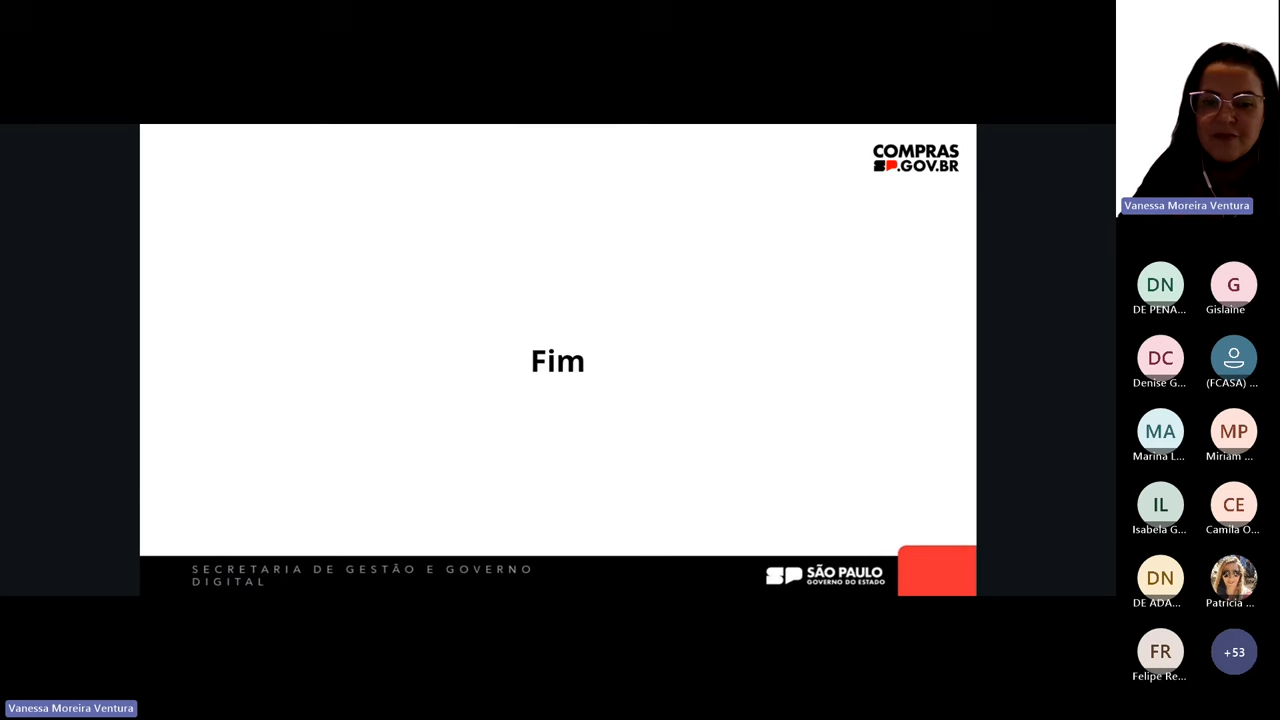 COMPRAS
SP.GOV.BR
Fim
SECRETARIA DE GESTÃO E GOVERNO
DIGITAL
SP SÃO PAULO
GOVERNO DO ESTADO
Vanessa Moreira Ventura
DN
DE PENA...
G
Gislaine
DC
Denise G...
(FCASA) ...
MA
Marina L...
MP
Miriam ...
IL
Isabela G...
CE
Camila O...
DN
DE ADA...
Patrícia ...
FR
Felipe Re...
+53
Vanessa Moreira Ventura